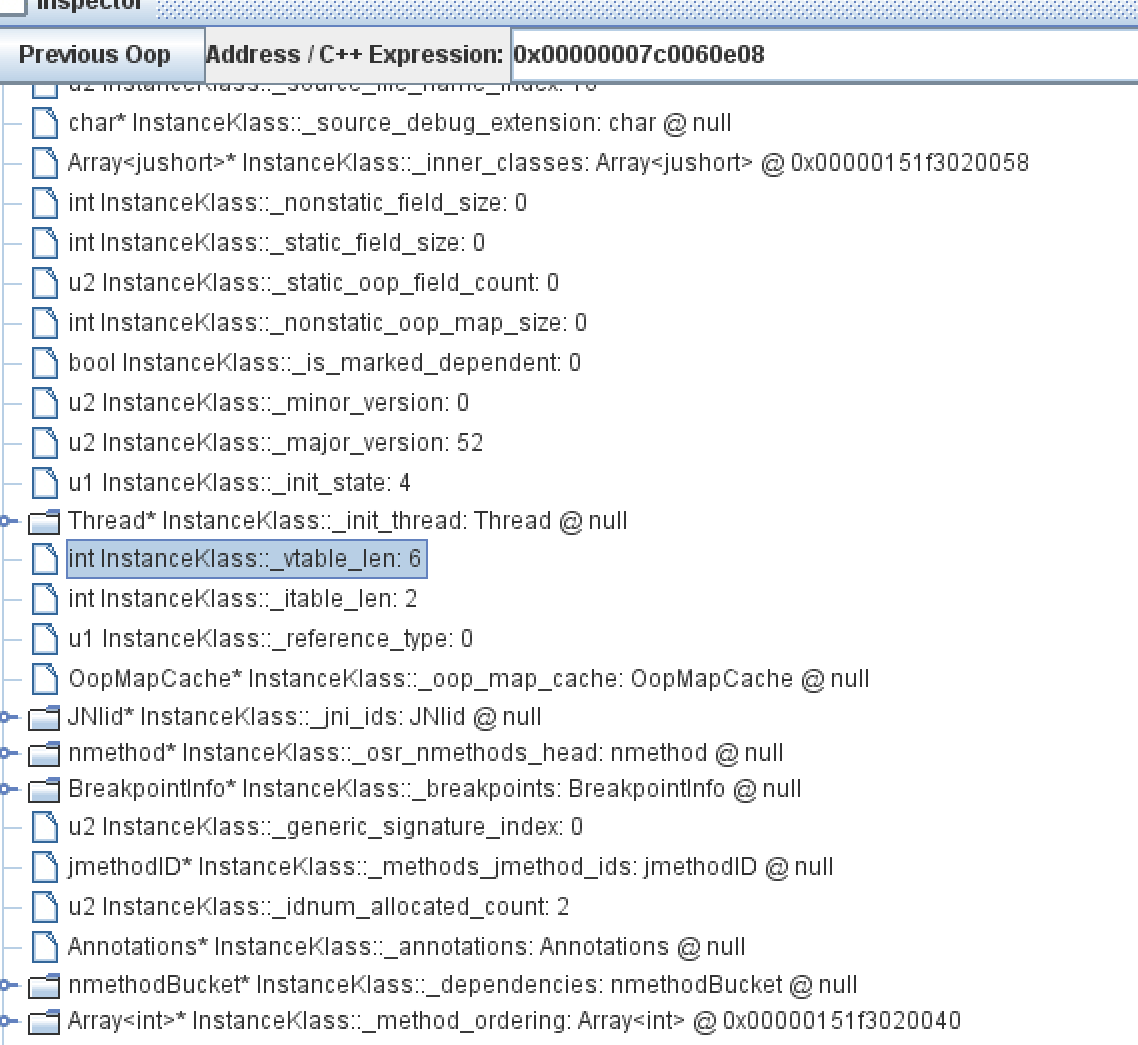 Inspector
Previous Oop Address / C++ Expression: 0x00000007c0060e08
u2 InstanceKlass::_source_file_name_index:
char* InstanceKlass::_source_debug_extension: char @ null
Array<jushort>* InstanceKlass::_inner_classes: Array<jushort> @ 0x00000151f3020058
int InstanceKlass::_nonstatic_field_size: 0
int InstanceKlass::_static_field_size: 0
u2 InstanceKlass::_static_oop_field_count: 0
int InstanceKlass::_nonstatic_oop_map_size: 0
bool InstanceKlass::_is_marked_dependent: 0
u2 InstanceKlass::_minor_version: 0
u2 InstanceKlass::_major_version: 52
u1 InstanceKlass::_init_state: 4
Thread* InstanceKlass::_init_thread: Thread @ null
int InstanceKlass::_vtable_len: 6
int InstanceKlass::_itable_len: 2
u1 InstanceKlass::_reference_type: 0
OopMapCache* InstanceKlass::_oop_map_cache: OopMapCache @ null
JNIid* InstanceKlass::_jni_ids: JNIid @ null
nmethod* InstanceKlass::_osr_nmethods_head: nmethod @ null
BreakpointInfo* InstanceKlass::_breakpoints: BreakpointInfo @ null
u2 InstanceKlass::_generic_signature_index: 0
jmethodID* InstanceKlass::_methods_jmethod_ids: jmethodID @ null
u2 InstanceKlass::_idnum_allocated_count: 2
Annotations* InstanceKlass::_annotations: Annotations @ null
nmethodBucket* InstanceKlass::_dependencies: nmethodBucket @ null
Array<int>* InstanceKlass::_method_ordering: Array<int> @ 0x00000151f3020040